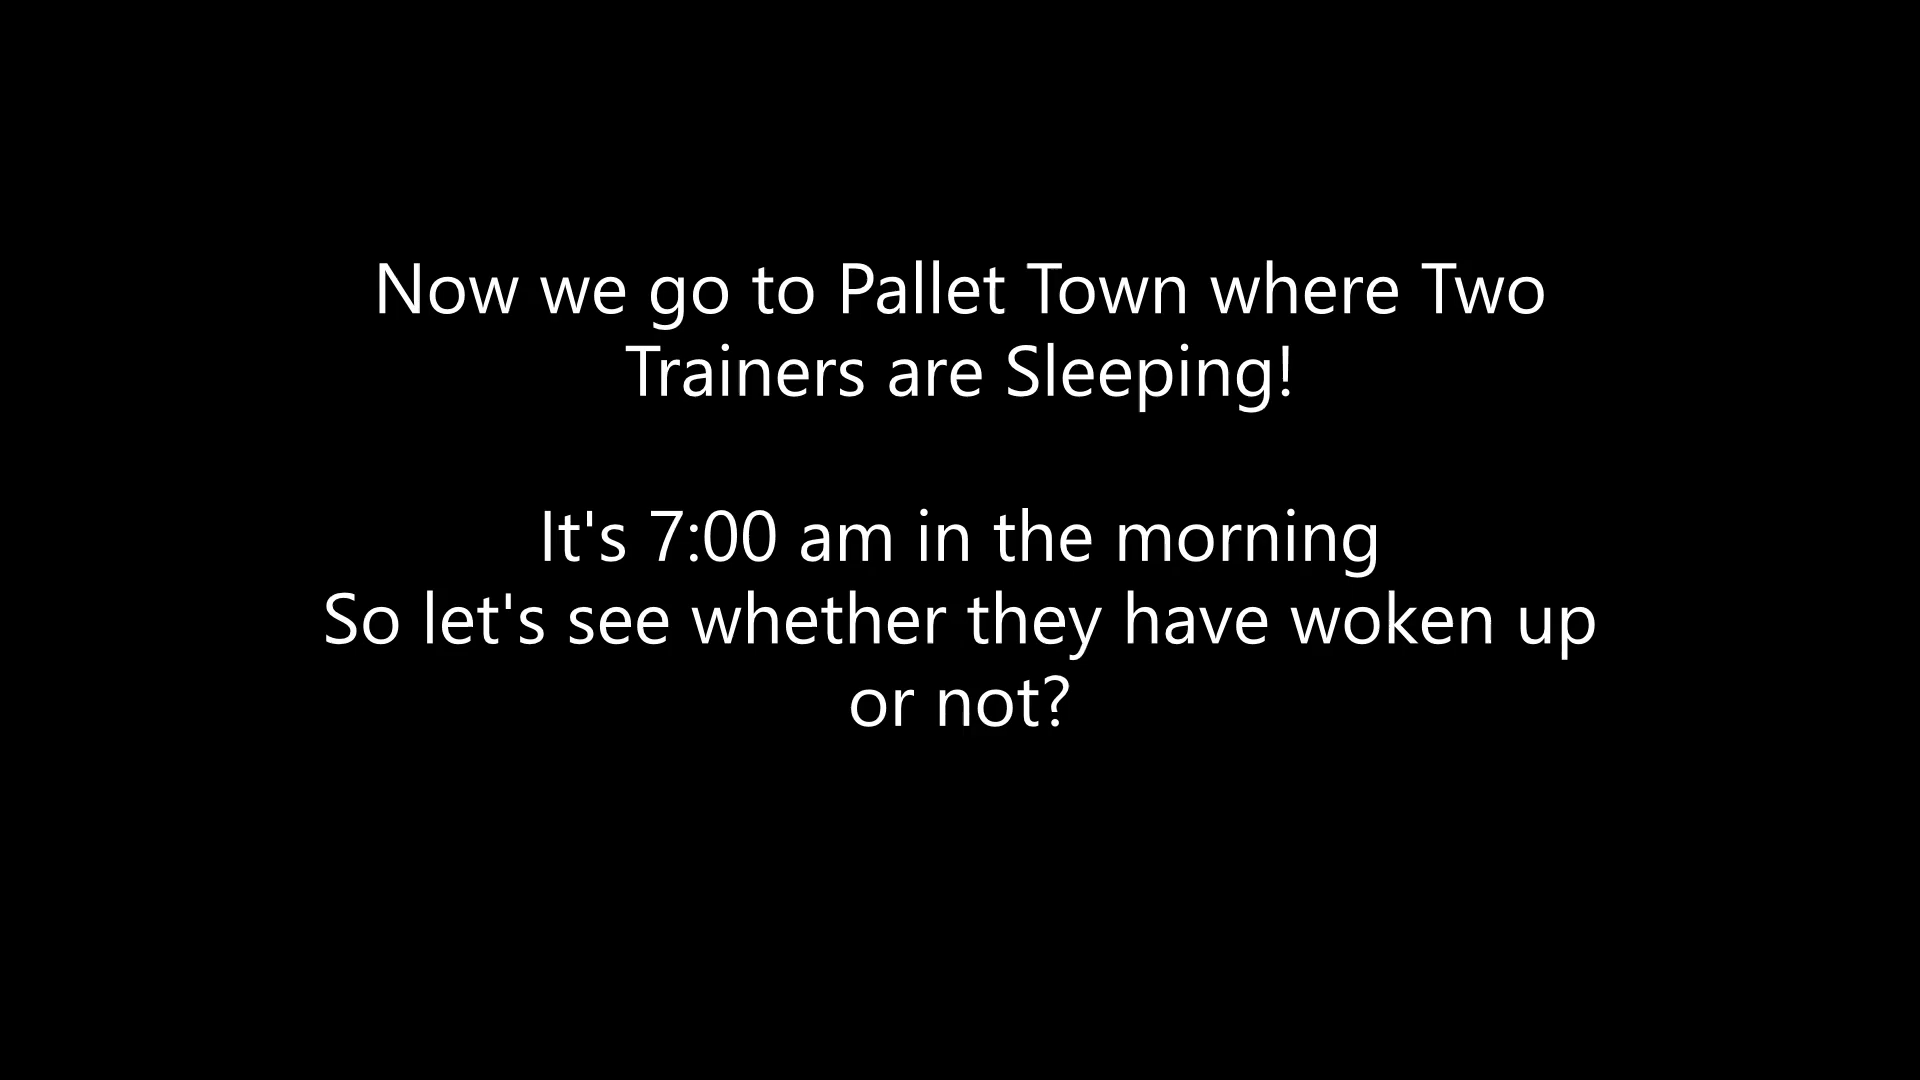 Now we go to Pallet Town where Two
Trainers are Sleeping!
It's 7:00 am in the morning
So let's see whether they have woken up
or not?